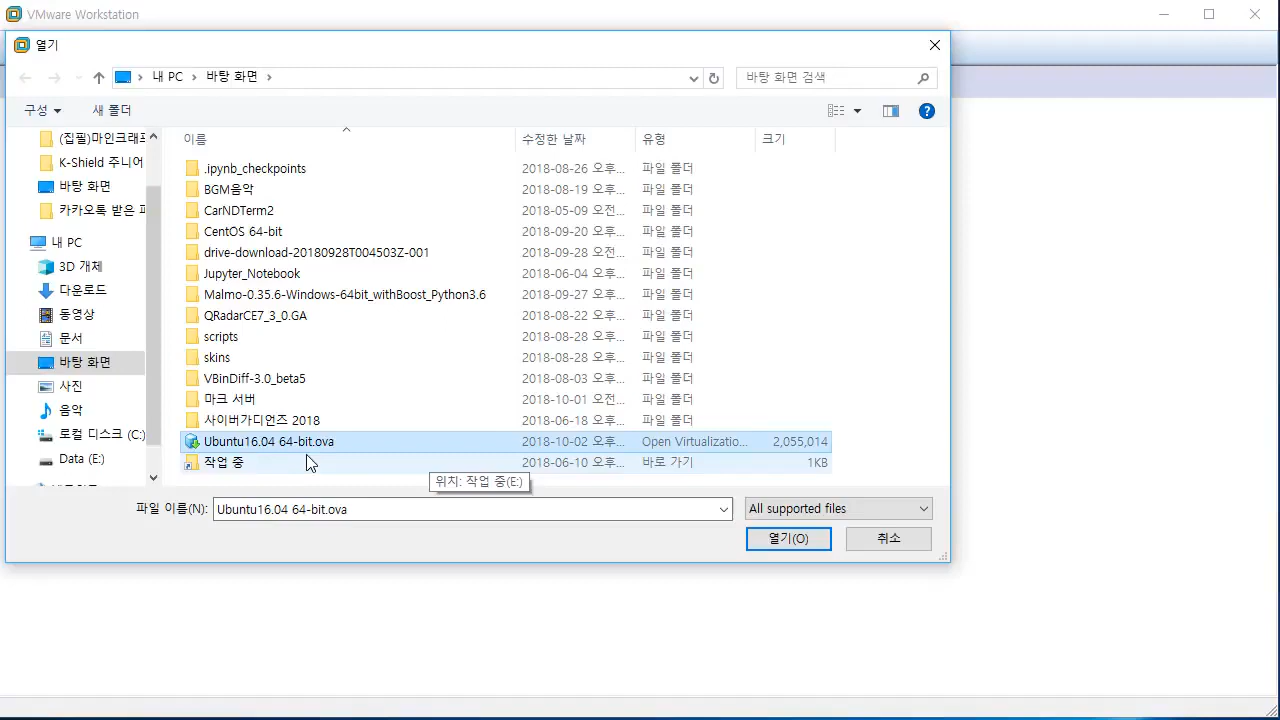 VMware Workstation
열기
내 PC
바탕 화면
바탕 화면 검색
구성
새 폴더
이름
수정한 날짜
유형
크기
(집필)마인크래프
K-Shield 주니어
바탕 화면
카카오톡 받은 파
내 PC
3D 개체
다운로드
동영상
문서
바탕 화면
사진
음악
로컬 디스크 (C:)
Data (E:)
.ipynb_checkpoints 2018-08-26 오후... 파일 폴더
BGM음악 2018-08-19 오후... 파일 폴더
CarNDTerm2 2018-05-09 오전... 파일 폴더
CentOS 64-bit 2018-09-20 오후... 파일 폴더
drive-download-20180928T004503Z-001 2018-09-28 오전... 파일 폴더
Jupyter_Notebook 2018-06-04 오후... 파일 폴더
Malmo-0.35.6-Windows-64bit_withBoost_Python3.6 2018-09-27 오후... 파일 폴더
QRadarCE7_3_0.GA 2018-08-22 오후... 파일 폴더
scripts 2018-08-28 오후... 파일 폴더
skins 2018-08-28 오후... 파일 폴더
VBinDiff-3.0_beta5 2018-08-03 오후... 파일 폴더
마크 서버 2018-10-01 오전... 파일 폴더
사이버가디언즈 2018 2018-06-18 오후... 파일 폴더
Ubuntu16.04 64-bit.ova 2018-10-02 오후... Open Virtualizatio... 2,055,014
작업 중 2018-06-10 오후... 바로 가기 1KB
위치: 작업 중(E:)
파일 이름(N): Ubuntu16.04 64-bit.ova
All supported files
열기(O)
취소